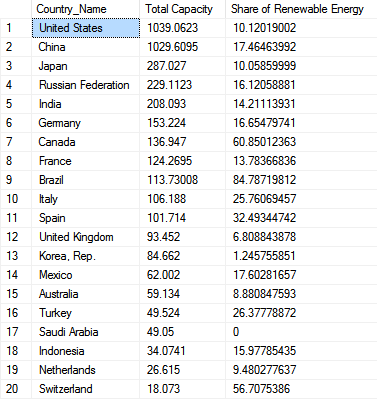 Country_Name Total Capacity Share of Renewable Energy
1 United States 1039.0623 10.12019002
2 China 1029.6095 17.46463992
3 Japan 287.027 10.05859999
4 Russian Federation 229.1123 16.12058881
5 India 208.093 14.21113931
6 Germany 153.224 16.65479741
7 Canada 136.947 60.85012363
8 France 124.2695 13.78366836
9 Brazil 113.73008 84.78719812
10 Italy 106.188 25.76069457
11 Spain 101.714 32.49344742
12 United Kingdom 93.452 6.808843878
13 Korea, Rep. 84.662 1.245755851
14 Mexico 62.002 17.60281657
15 Australia 59.134 8.880847593
16 Turkey 49.524 26.37778872
17 Saudi Arabia 49.05 0
18 Indonesia 34.0741 15.97785435
19 Netherlands 26.615 9.480277637
20 Switzerland 18.073 56.7075386